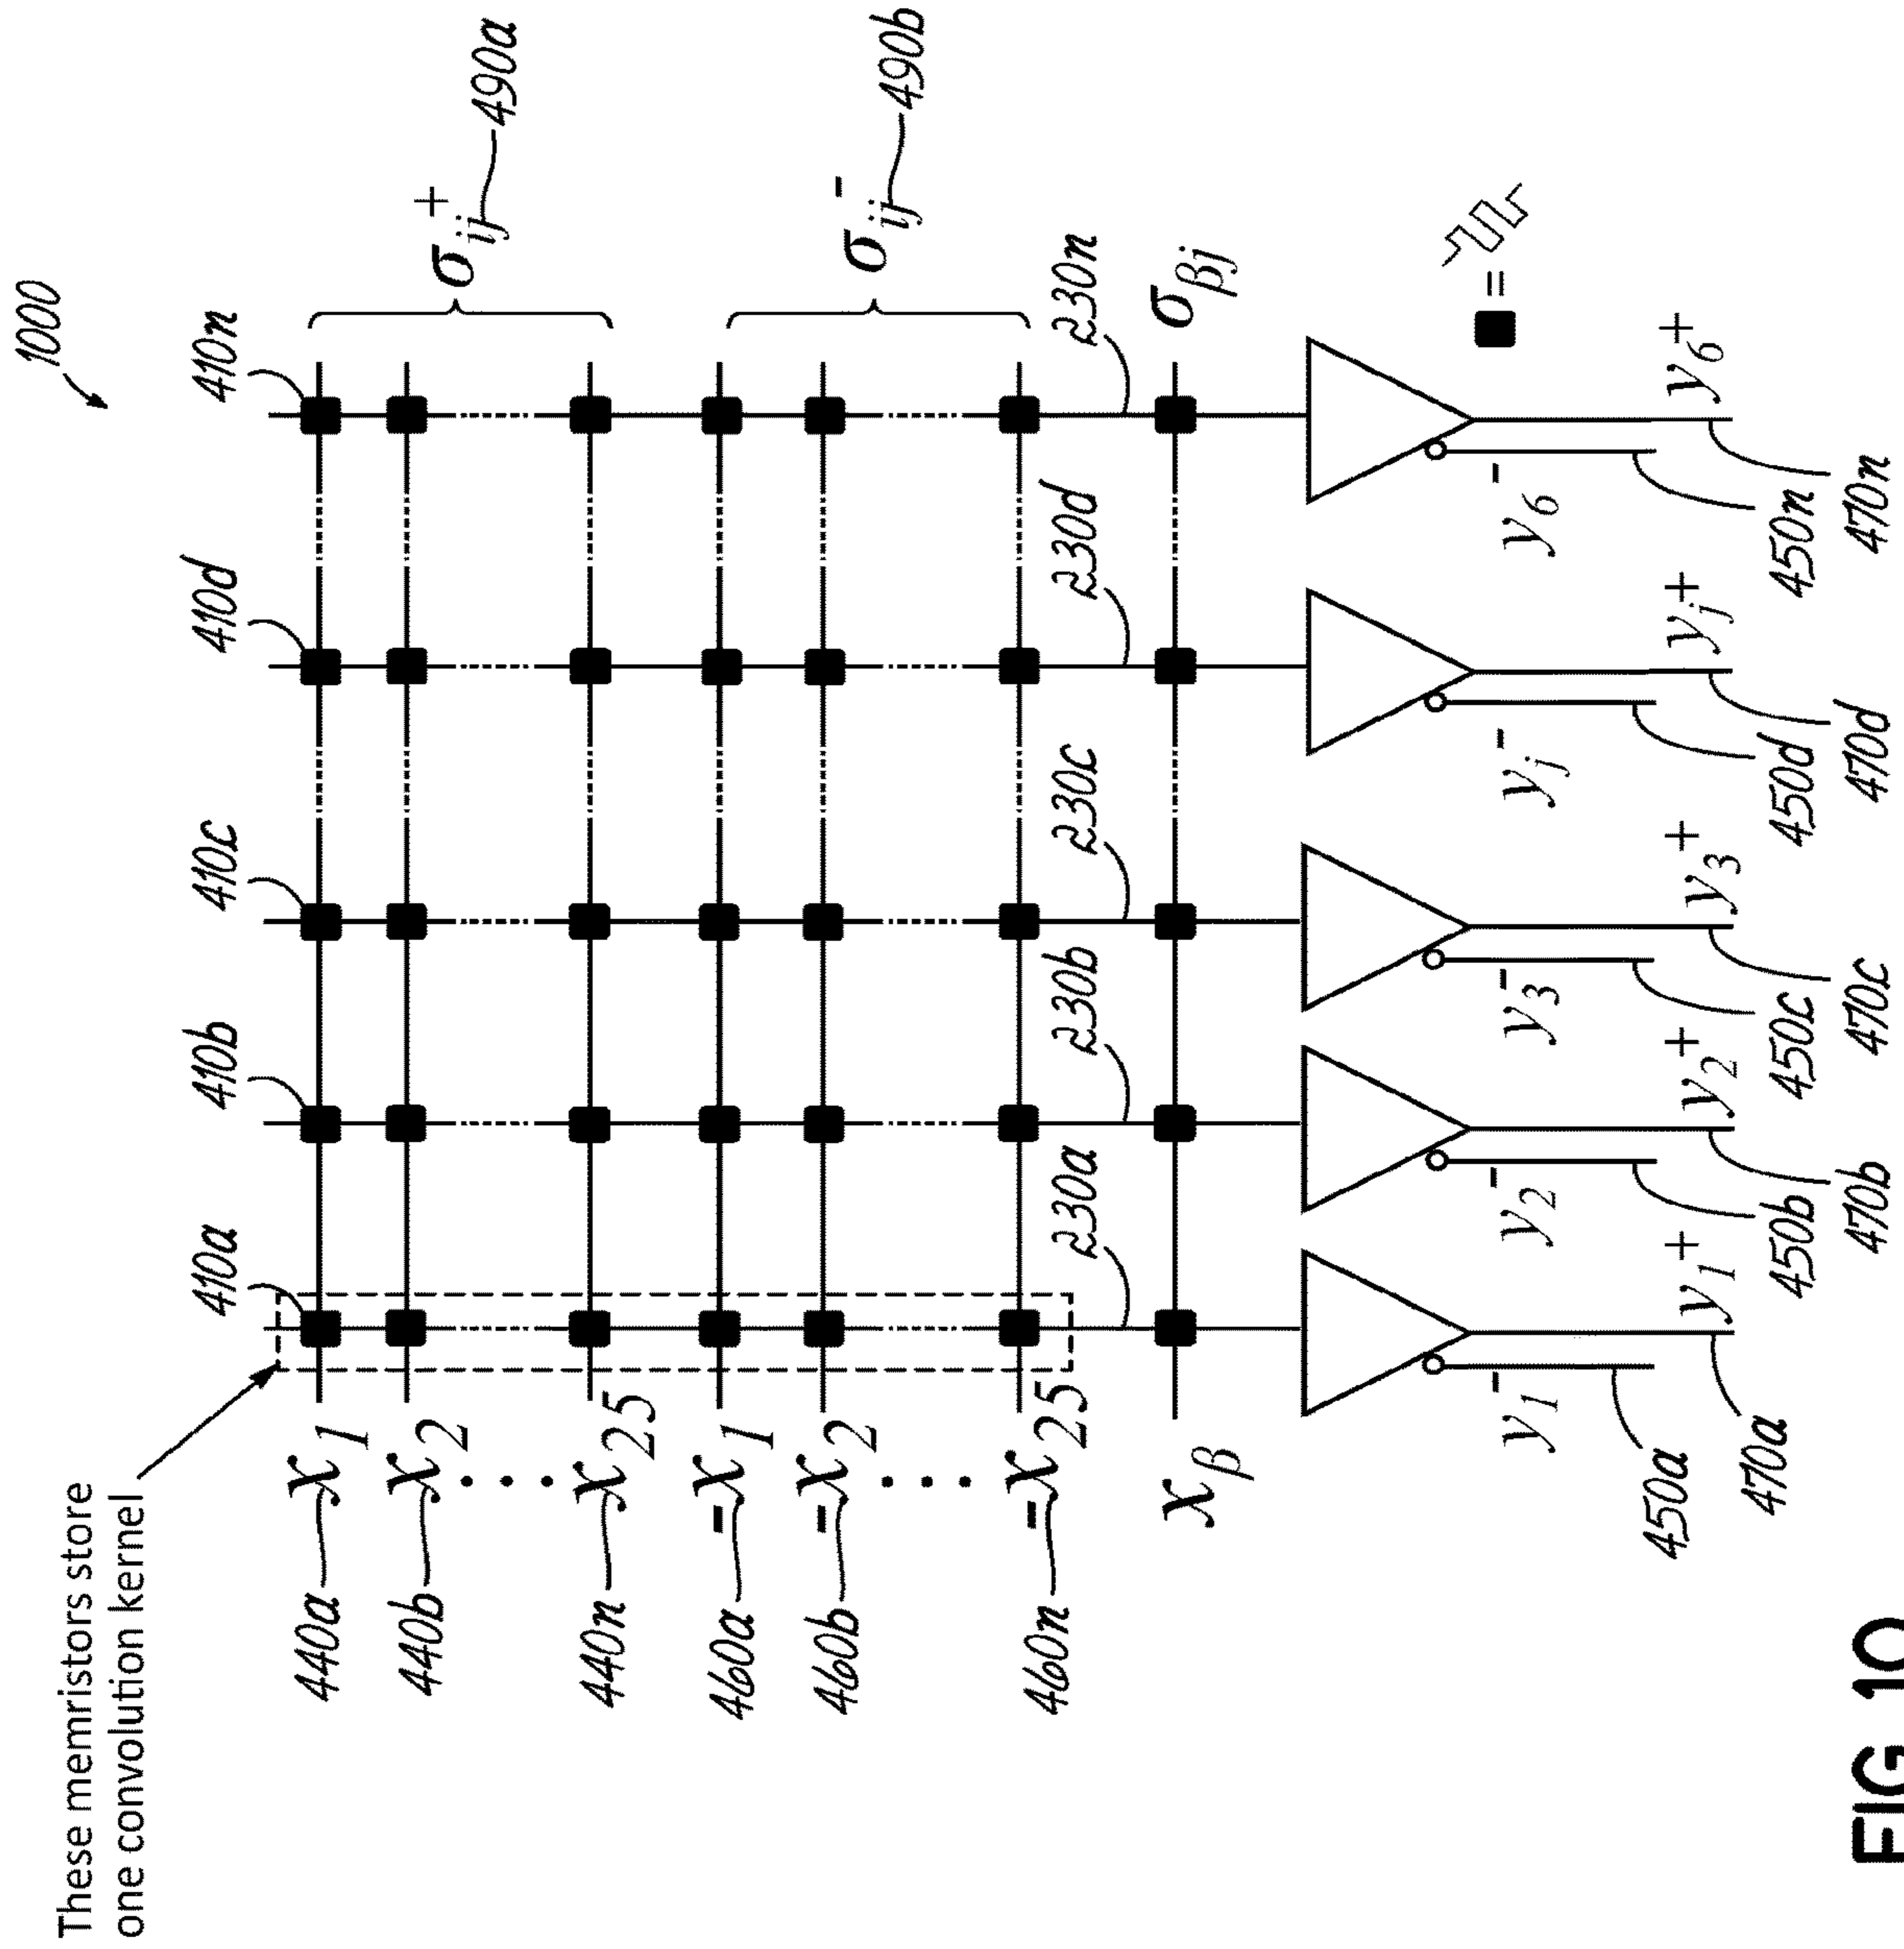 1000
These memristors store
one convolution kernel
410a 410b 410c 410d 410n
440a x₁
440b x₂
440n x₂₅
σᵢⱼ⁺ 490a
460a -x₁
460b -x₂
460n -x₂₅
σᵢⱼ⁻ 490b
230a 230b 230c 230d 230n
xᵦ σᵦⱼ
■ =
y₁⁻ y₂⁻ y₃⁻ yⱼ⁻ y₆⁻
y₁⁺ y₂⁺ y₃⁺ yⱼ⁺ y₆⁺
450a 450b 450c 450d 450n
470a 470b 470c 470d 470n
FIG. 10